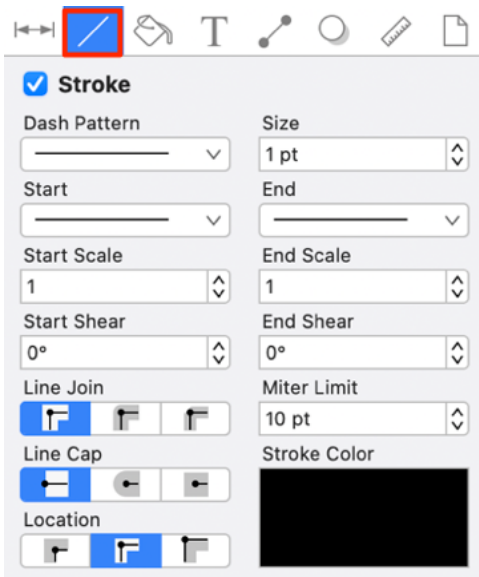 T
Stroke
Dash Pattern
Size
1 pt
Start
End
Start Scale
End Scale
1
1
Start Shear
End Shear
0°
0°
Line Join
Miter Limit
10 pt
Line Cap
Stroke Color
Location